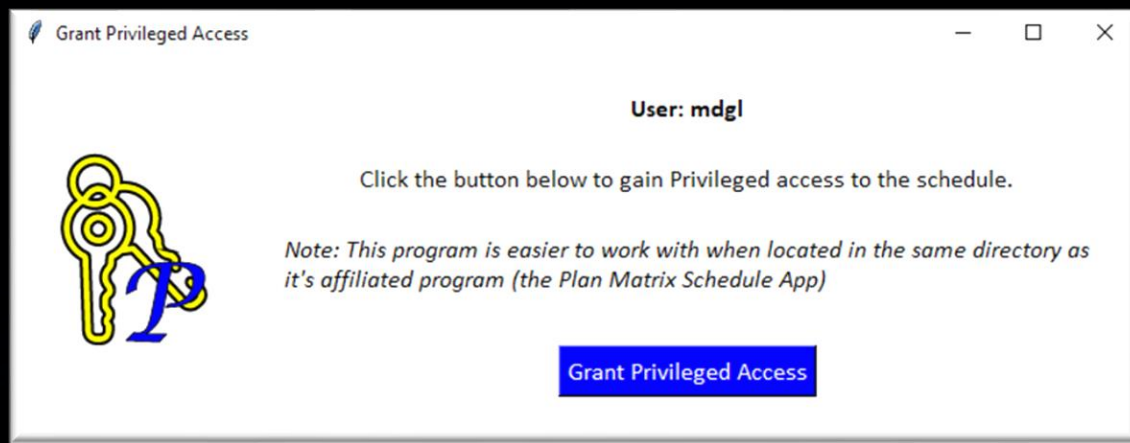 Grant Privileged Access
User: mdgl
Click the button below to gain Privileged access to the schedule.
Note: This program is easier to work with when located in the same directory as
it's affiliated program (the Plan Matrix Schedule App)
P
Grant Privileged Access